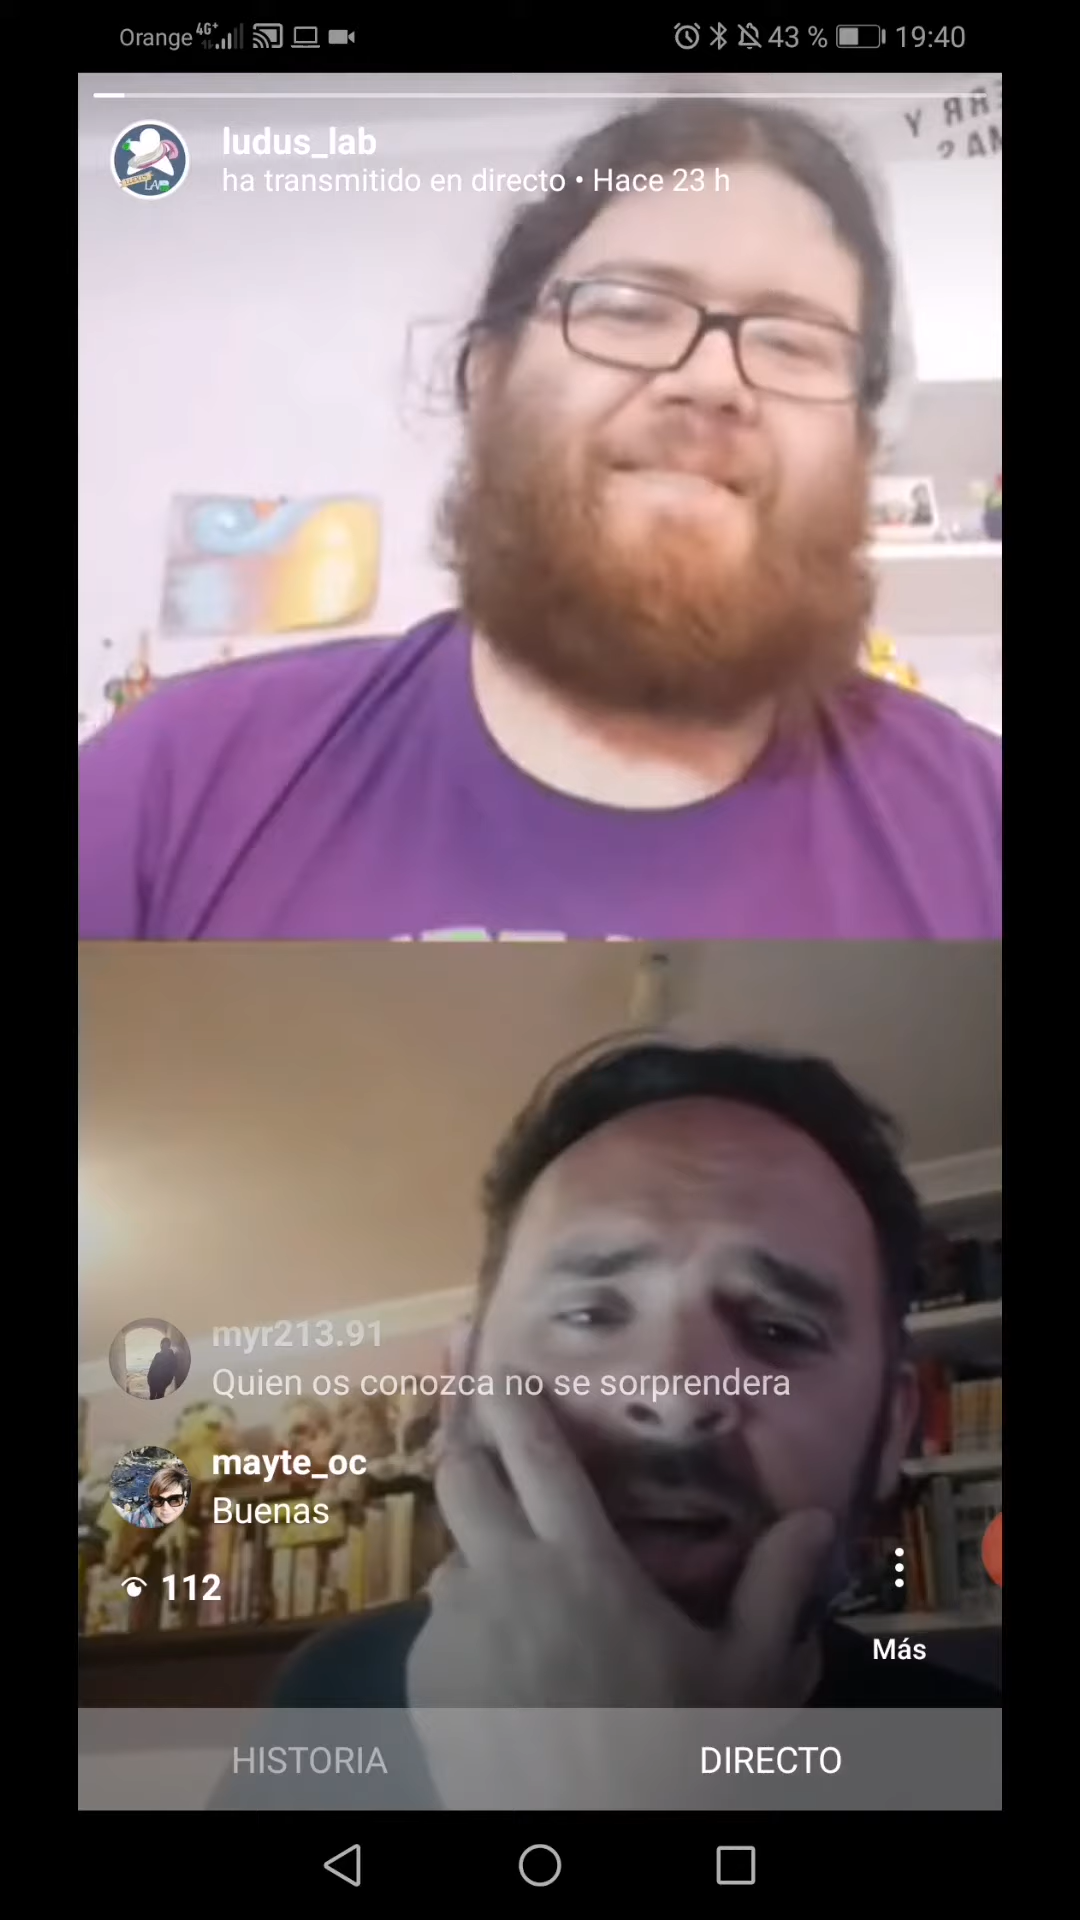 Orange 4G+ 43 % 19:40
ludus_lab
ha transmitido en directo • Hace 23 h
myr213.91
Quien os conozca no se sorprendera
mayte_oc
Buenas
112
Más
HISTORIA DIRECTO